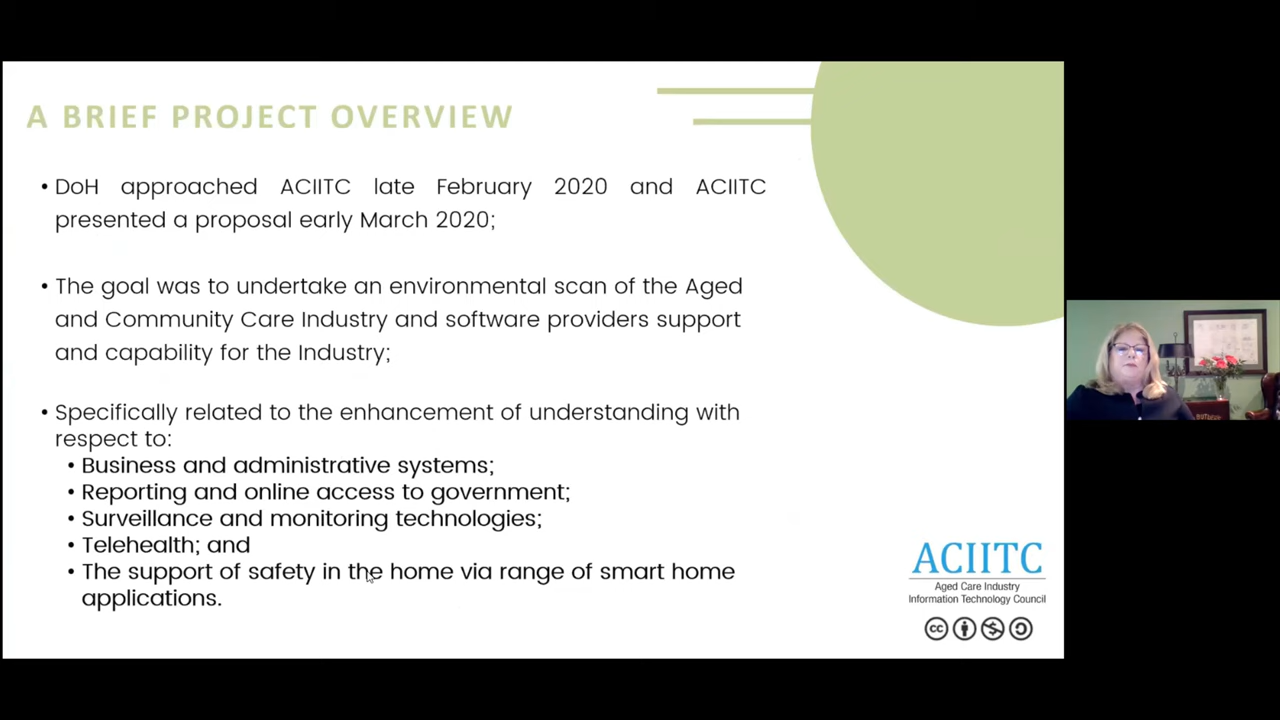 A BRIEF PROJECT OVERVIEW
• DoH approached ACIITC late February 2020 and ACIITC
presented a proposal early March 2020;
• The goal was to undertake an environmental scan of the Aged
and Community Care Industry and software providers support
and capability for the Industry;
• Specifically related to the enhancement of understanding with
respect to:
• Business and administrative systems;
• Reporting and online access to government;
• Surveillance and monitoring technologies;
• Telehealth; and
• The support of safety in the home via range of smart home
applications.
ACIITC
Aged Care Industry
Information Technology Council
cc